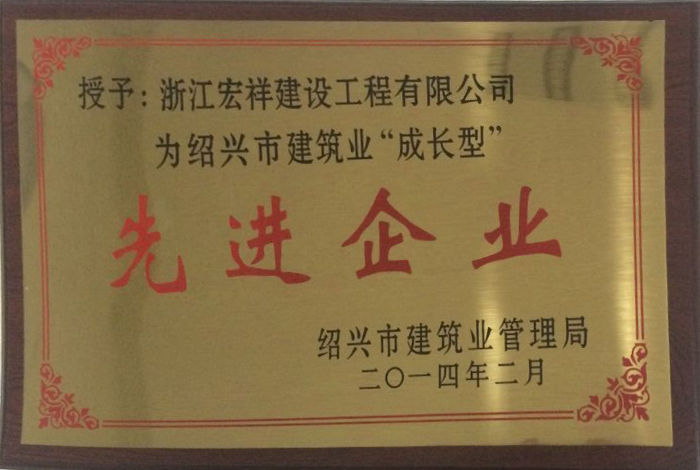 授予：浙江宏祥建设工程有限公司
为绍兴市建筑业“成长型”
先进企业
绍兴市建筑业管理局
二〇一四年二月